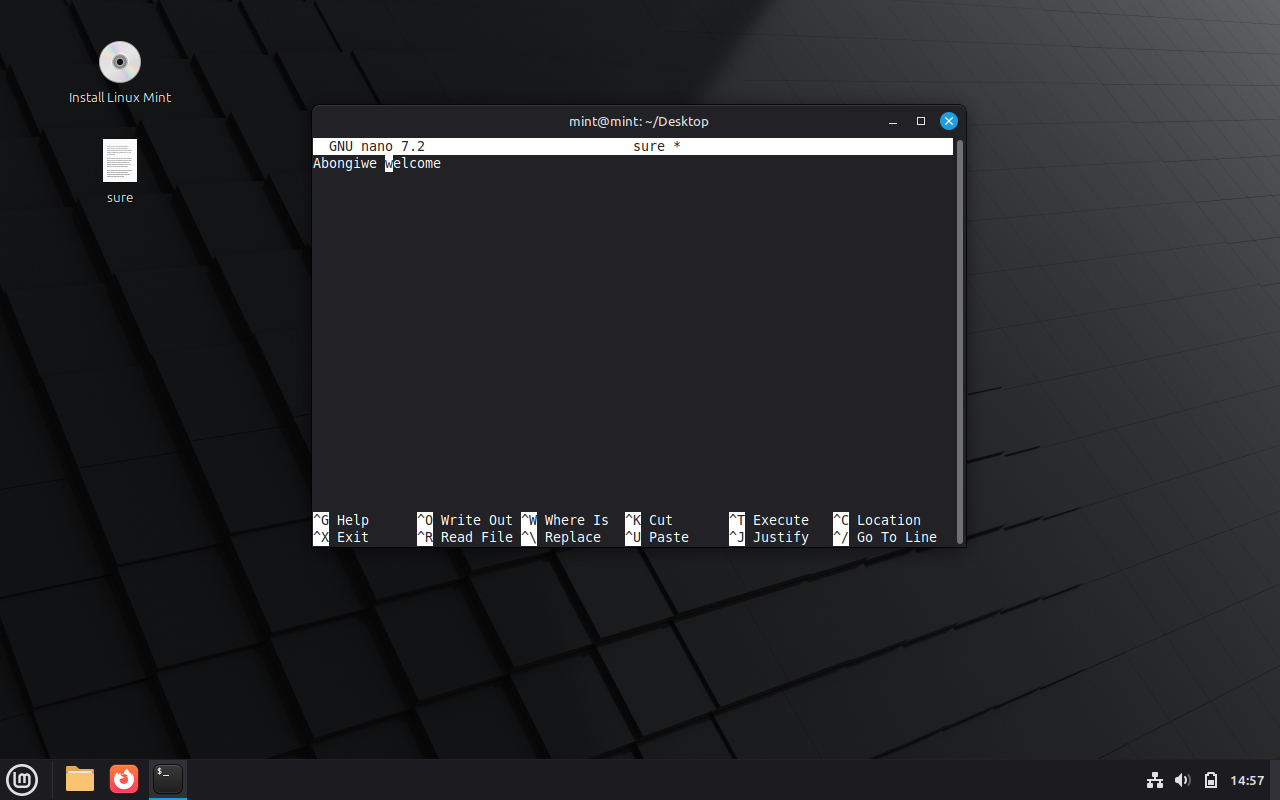 Install Linux Mint
sure
mint@mint: ~/Desktop
GNU nano 7.2 sure *
Abongiwe welcome
^G Help ^O Write Out ^W Where Is ^K Cut ^T Execute ^C Location
^X Exit ^R Read File ^\ Replace ^U Paste ^J Justify ^/ Go To Line
$_
14:57